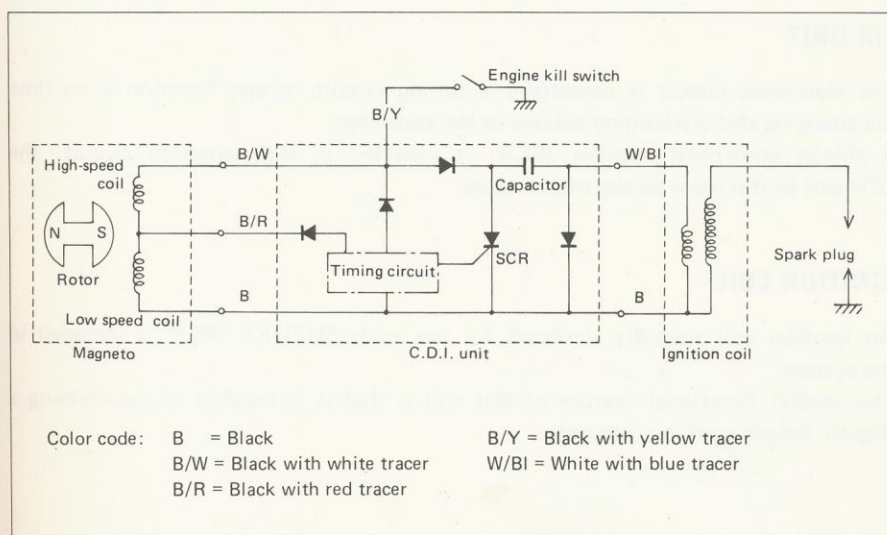 Engine kill switch
B/Y
High-speed coil
B/W
W/Bl
Capacitor
N S
B/R
Rotor
Timing circuit
SCR
Spark plug
Low speed coil
B
B
Magneto
C.D.I. unit
Ignition coil
Color code: B = Black
B/Y = Black with yellow tracer
B/W = Black with white tracer
W/Bl = White with blue tracer
B/R = Black with red tracer